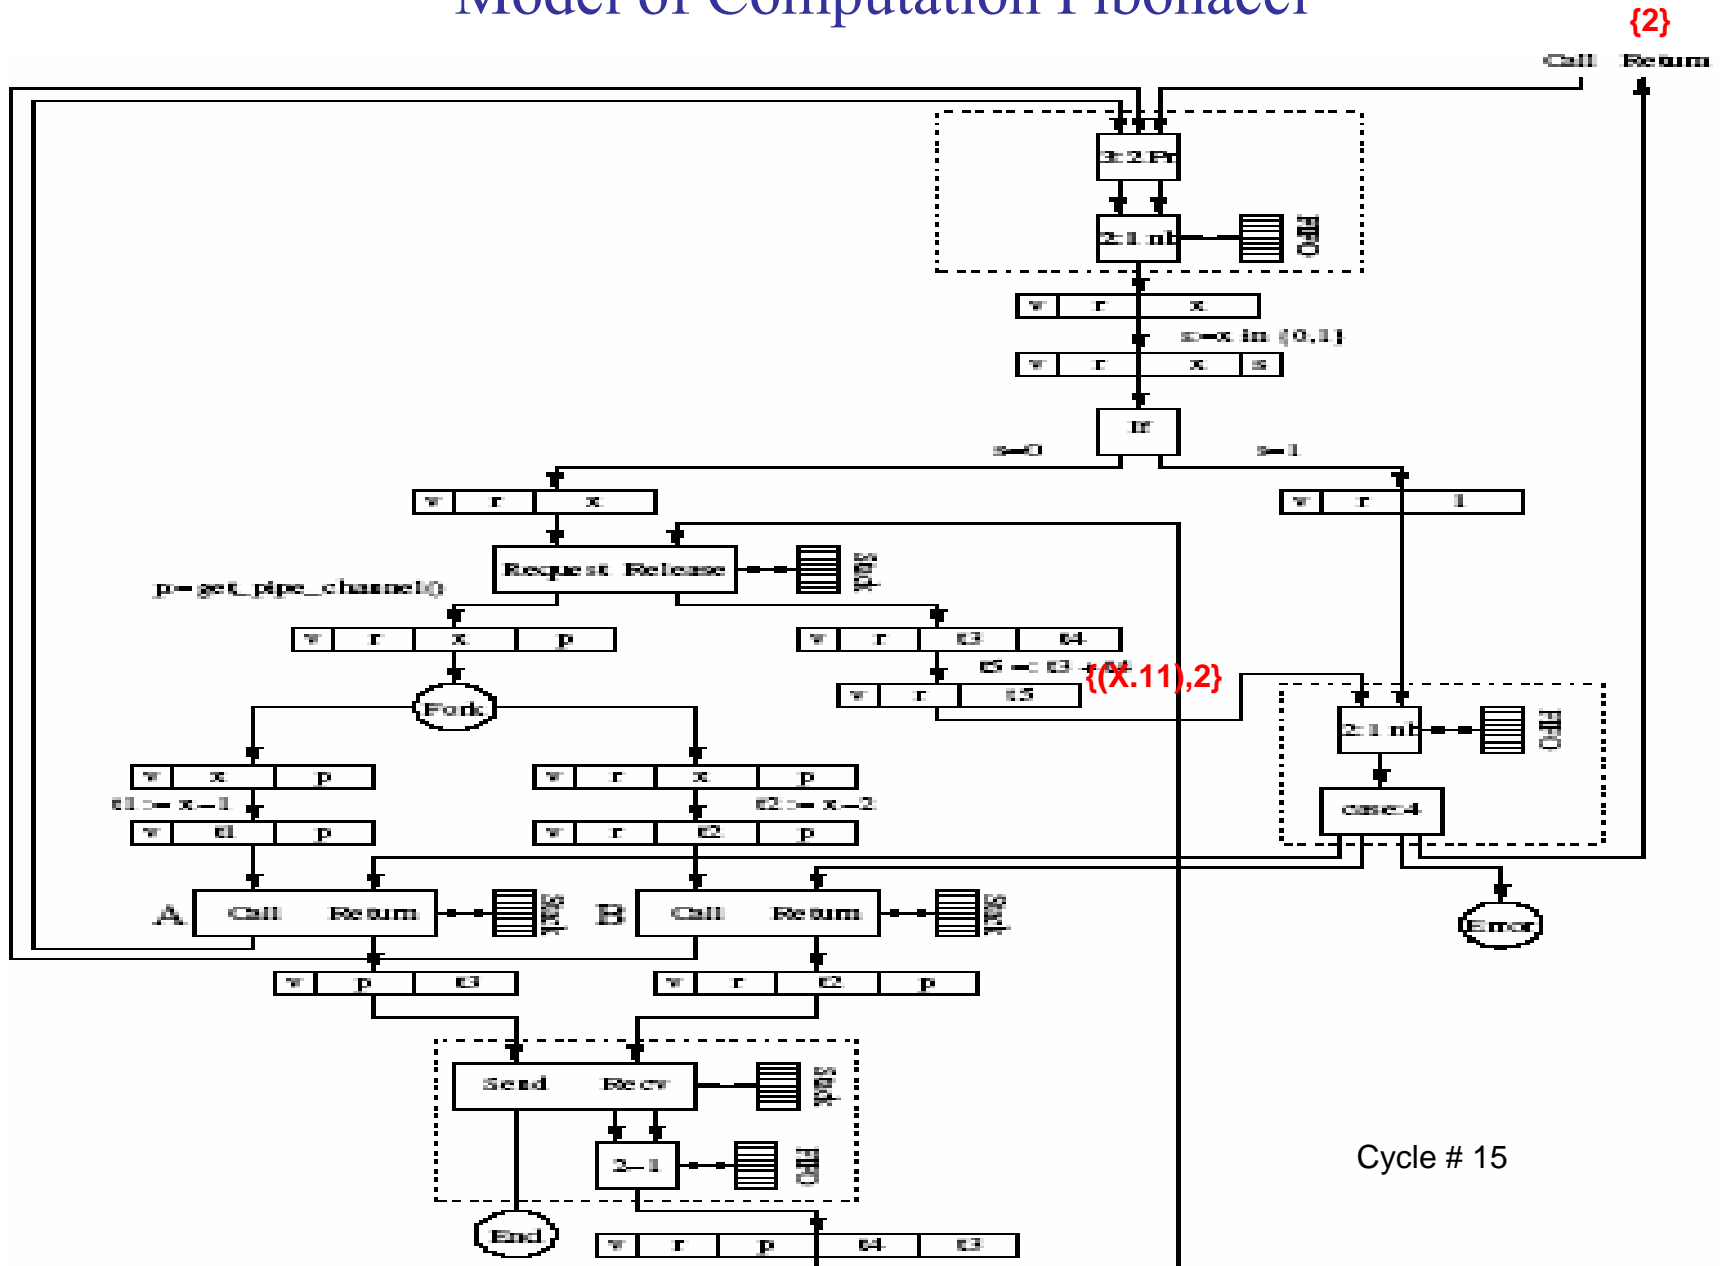 Model of Computation Fibonacci
{2}
Call Return
3:2 Pr
2:1 nb
FIFO
v r x
s=x in {0,1}
v r x s
If
s=0 s=1
v r x
v r 1
Request Release
Stack
p=get_pipe_channel()
v r x p
v r t3 t4
{(X.11),2}
v r t5
Fork
2:1 nb
FIFO
v x p
v r x p
t1 := x-1
t2 := x-2
v t1 p
v r t2 p
case:4
A Call Return
Stack
B Call Return
Stack
Error
v p t3
v r t2 p
Send Recv
Stack
2-1
FIFO
Cycle # 15
End
v r p t4 t3